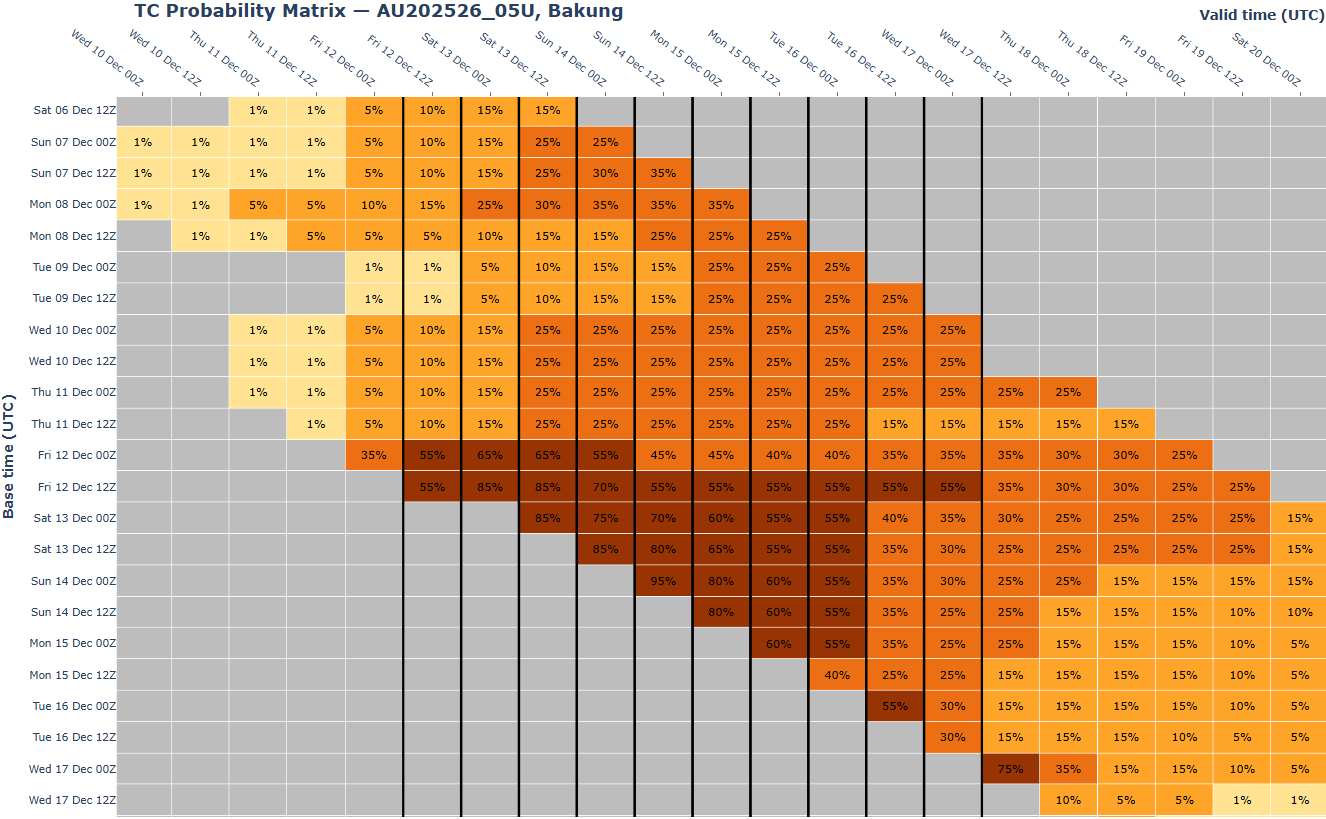 TC Probability Matrix — AU202526_05U, Bakung
Valid time (UTC)
Wed 10 Dec 00Z
Wed 10 Dec 12Z
Thu 11 Dec 00Z
Thu 11 Dec 12Z
Fri 12 Dec 00Z
Fri 12 Dec 12Z
Sat 13 Dec 00Z
Sat 13 Dec 12Z
Sun 14 Dec 00Z
Sun 14 Dec 12Z
Mon 15 Dec 00Z
Mon 15 Dec 12Z
Tue 16 Dec 00Z
Tue 16 Dec 12Z
Wed 17 Dec 00Z
Wed 17 Dec 12Z
Thu 18 Dec 00Z
Thu 18 Dec 12Z
Fri 19 Dec 00Z
Fri 19 Dec 12Z
Sat 20 Dec 00Z
Base time (UTC)
Sat 06 Dec 12Z 1% 1% 5% 10% 15% 15%
Sun 07 Dec 00Z 1% 1% 1% 1% 5% 10% 15% 25% 25%
Sun 07 Dec 12Z 1% 1% 1% 1% 5% 10% 15% 25% 30% 35%
Mon 08 Dec 00Z 1% 1% 5% 5% 10% 15% 25% 30% 35% 35% 35%
Mon 08 Dec 12Z 1% 1% 5% 5% 5% 10% 15% 15% 25% 25% 25%
Tue 09 Dec 00Z 1% 1% 5% 10% 15% 15% 25% 25% 25%
Tue 09 Dec 12Z 1% 1% 5% 10% 15% 15% 25% 25% 25% 25%
Wed 10 Dec 00Z 1% 1% 5% 10% 15% 25% 25% 25% 25% 25% 25% 25% 25%
Wed 10 Dec 12Z 1% 1% 5% 10% 15% 25% 25% 25% 25% 25% 25% 25% 25%
Thu 11 Dec 00Z 1% 1% 5% 10% 15% 25% 25% 25% 25% 25% 25% 25% 25% 25% 25%
Thu 11 Dec 12Z 1% 5% 10% 15% 25% 25% 25% 25% 25% 25% 15% 15% 15% 15% 15%
Fri 12 Dec 00Z 35% 55% 65% 65% 55% 45% 45% 40% 40% 35% 35% 35% 30% 30% 25%
Fri 12 Dec 12Z 55% 85% 85% 70% 55% 55% 55% 55% 55% 55% 35% 30% 30% 25% 25%
Sat 13 Dec 00Z 85% 75% 70% 60% 55% 55% 40% 35% 30% 25% 25% 25% 25% 15%
Sat 13 Dec 12Z 85% 80% 65% 55% 55% 35% 30% 25% 25% 25% 25% 25% 15%
Sun 14 Dec 00Z 95% 80% 60% 55% 35% 30% 25% 25% 15% 15% 15% 15%
Sun 14 Dec 12Z 80% 60% 55% 35% 25% 25% 15% 15% 15% 10% 10%
Mon 15 Dec 00Z 60% 55% 35% 25% 25% 15% 15% 15% 10% 5%
Mon 15 Dec 12Z 40% 25% 25% 15% 15% 15% 15% 10% 5%
Tue 16 Dec 00Z 55% 30% 15% 15% 15% 15% 10% 5%
Tue 16 Dec 12Z 30% 15% 15% 15% 10% 5% 5%
Wed 17 Dec 00Z 75% 35% 15% 15% 10% 5%
Wed 17 Dec 12Z 10% 5% 5% 1% 1%